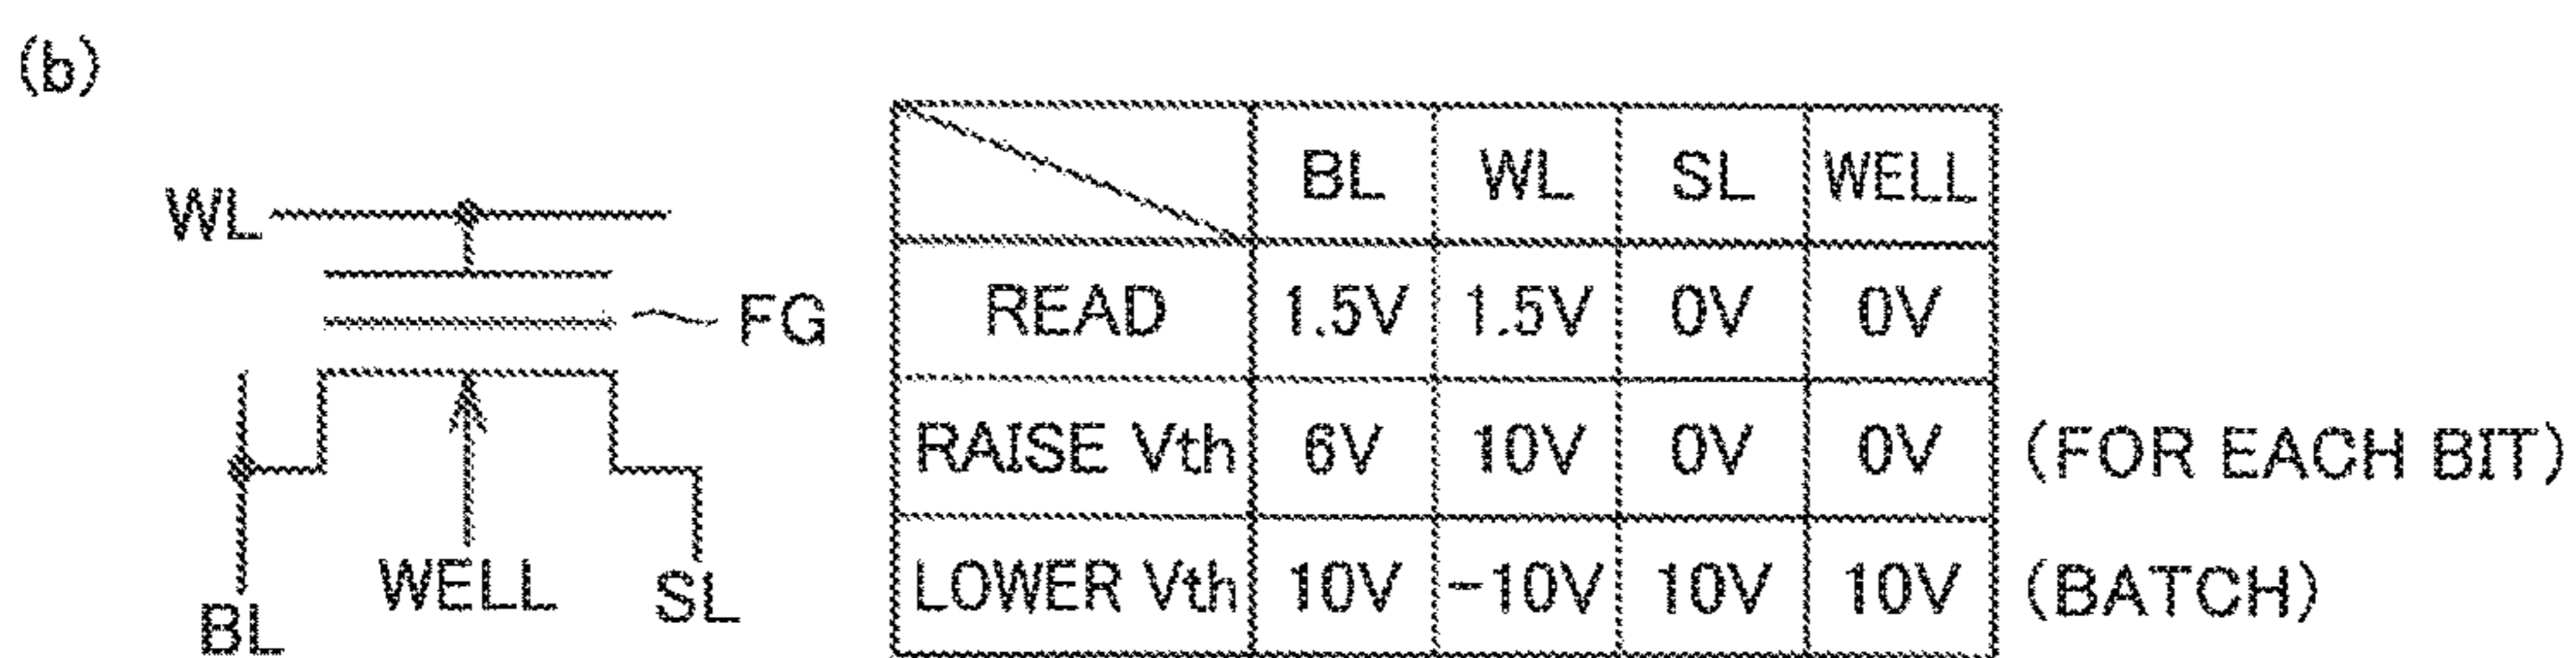 (b)
WL
FG
BL
WELL
SL
BL WL SL WELL
READ 1.5V 1.5V 0V 0V
RAISE Vth 6V 10V 0V 0V (FOR EACH BIT)
LOWER Vth 10V -10V 10V 10V (BATCH)